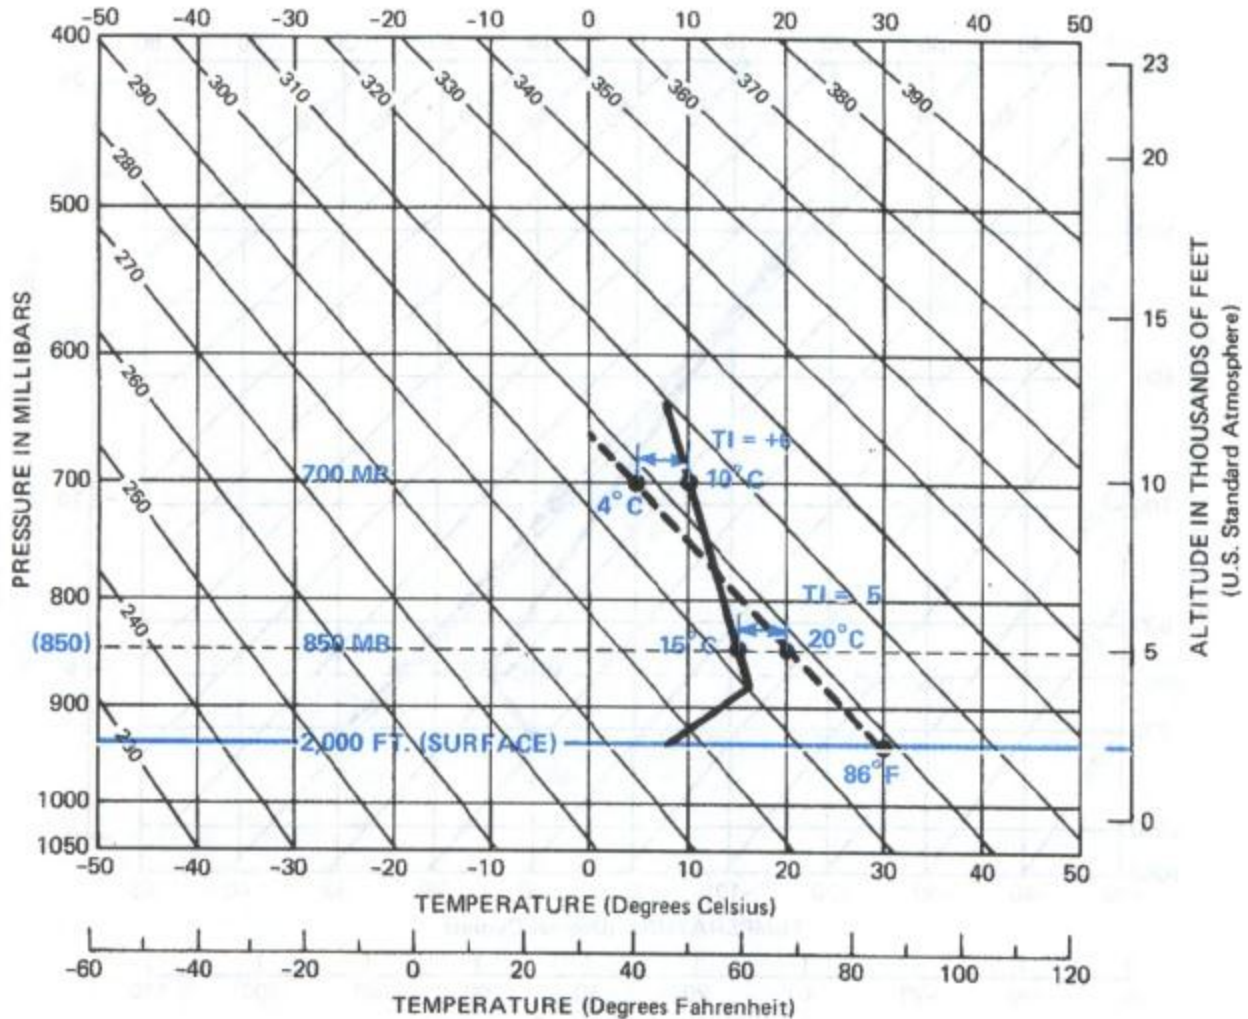 -50 -40 -30 -20 -10 0 10 20 30 40 50
400
500
600
700
800
(850)
900
1000
1050
PRESSURE IN MILLIBARS
290 300 310 320 330 340 350 360 370 380 390
280
270
260
260
240
700 MB
850 MB
2,000 FT. (SURFACE)
TI = +6
4°C
10°C
15°C
20°C
86°F
23
20
15
10
5
0
ALTITUDE IN THOUSANDS OF FEET
(U.S. Standard Atmosphere)
-50 -40 -30 -20 -10 0 10 20 30 40 50
TEMPERATURE (Degrees Celsius)
-60 -40 -20 0 20 40 60 80 100 120
TEMPERATURE (Degrees Fahrenheit)